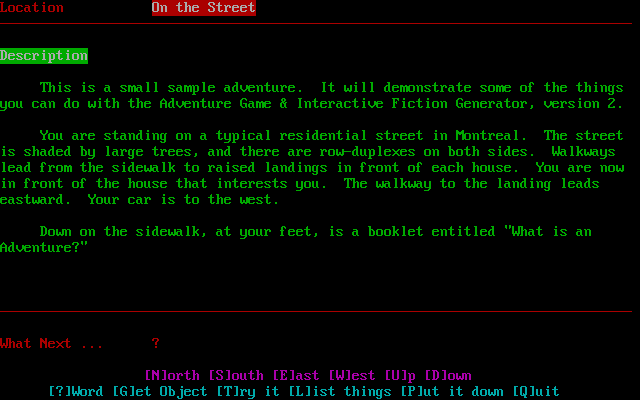 Location On the Street
Description
This is a small sample adventure. It will demonstrate some of the things
you can do with the Adventure Game & Interactive Fiction Generator, version 2.
You are standing on a typical residential street in Montreal. The street
is shaded by large trees, and there are row-duplexes on both sides. Walkways
lead from the sidewalk to raised landings in front of each house. You are now
in front of the house that interests you. The walkway to the landing leads
eastward. Your car is to the west.
Down on the sidewalk, at your feet, is a booklet entitled "What is an
Adventure?"
What Next ... ?
[N]orth [S]outh [E]ast [W]est [U]p [D]own
[?]Word [G]et Object [T]ry it [L]ist things [P]ut it down [Q]uit